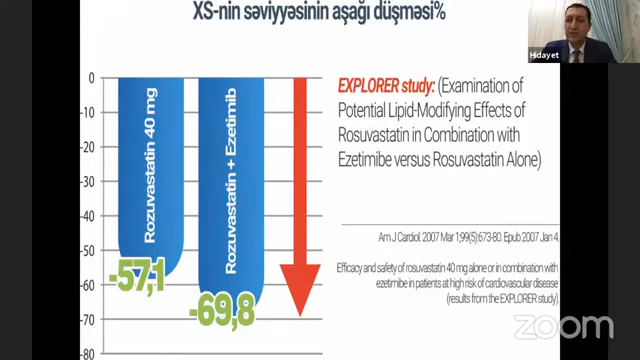 XS-nin səviyyəsinin aşağı düşməsi%
Hidayet
0
-10
-20
-30
-40
-50
-60
-70
-80
Rozuvastatin 40 mg
-57,1
Rozuvastatin + Ezetimib
-69,8
EXPLORER study: (Examination of
Potential Lipid-Modifying Effects of
Rosuvastatin in Combination with
Ezetimibe versus Rosuvastatin Alone)
Am J Cardiol. 2007 Mar 1;99(5):673-80. Epub 2007 Jan 4.
Efficacy and safety of rosuvastatin 40 mg alone or in combination with
ezetimibe in patients at high risk of cardiovascular disease
(results from the EXPLORER study).
zoom